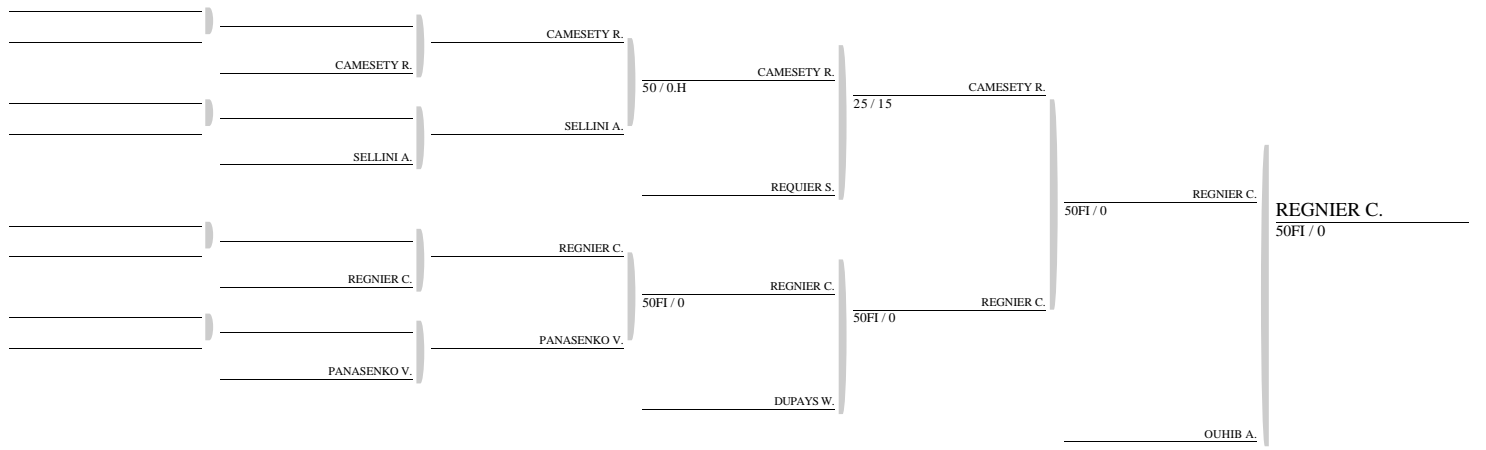 CAMESETY R.
CAMESETY R.
CAMESETY R.
50 / 0.H
CAMESETY R.
25 / 15
SELLINI A.
SELLINI A.
REQUIER S.
REGNIER C.
50FI / 0
REGNIER C.
50FI / 0
REGNIER C.
REGNIER C.
REGNIER C.
50FI / 0
REGNIER C.
50FI / 0
PANASENKO V.
PANASENKO V.
DUPAYS W.
OUHIB A.